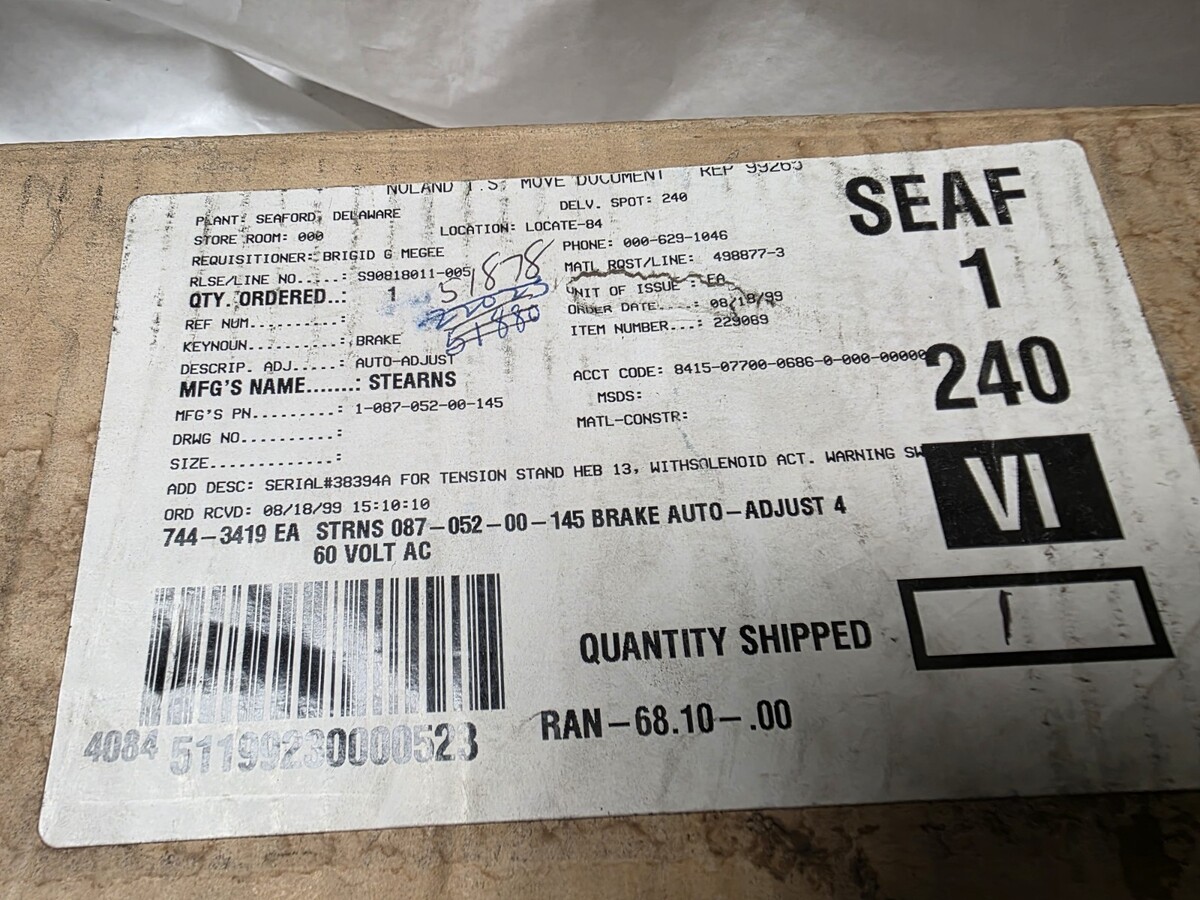 NOLAND T.S. MOVE DOCUMENT REP 99263
PLANT: SEAFORD, DELAWARE DELV. SPOT: 240
STORE ROOM: 000 LOCATION: LOCATE-84
REQUISITIONER: BRIGID G MEGEE PHONE: 000-629-1046
RLSE/LINE NO.....: S90818011-005 MATL RQST/LINE: 498877-3
51878
QTY. ORDERED..: 1 UNIT OF ISSUE : EA
51880
REF NUM..........: ORDER DATE....: 08/18/99
KEYNOUN..........: BRAKE ITEM NUMBER...: 229089
DESCRIP. ADJ.....: AUTO-ADJUST
MFG'S NAME.......: STEARNS ACCT CODE: 8415-07700-0686-0-000-00000
MFG'S PN.........: 1-087-052-00-145 MSDS:
DRWG NO..........: MATL-CONSTR:
SIZE............:
ADD DESC: SERIAL#38394A FOR TENSION STAND HEB 13, WITHSOLENOID ACT. WARNING SW
ORD RCVD: 08/18/99 15:10:10
744-3419 EA STRNS 087-052-00-145 BRAKE AUTO-ADJUST 4
60 VOLT AC
SEAF
1
240
VI
QUANTITY SHIPPED 1
RAN-68.10-.00
4084 51199230000523